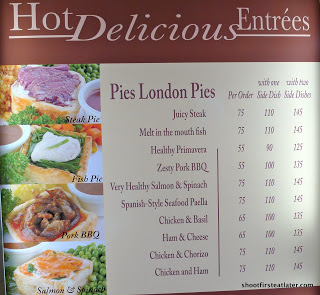 Hot Delicious Entrées
Steak Pie
Fish Pie
Pork BBQ
Salmon & Spinach
Pies London Pies
Per Order
with one Side Dish
with two Side Dishes
Juicy Steak 75 110 145
Melt in the mouth fish 75 110 145
Healthy Primavera 55 90 125
Zesty Pork BBQ 55 100 135
Very Healthy Salmon & Spinach 75 110 145
Spanish-Style Seafood Paella 75 110 145
Chicken & Basil 65 100 135
Ham & Cheese 65 100 135
Chicken & Chorizo 75 110 145
Chicken and Ham 75 110 145
shootfirsteatlater.com